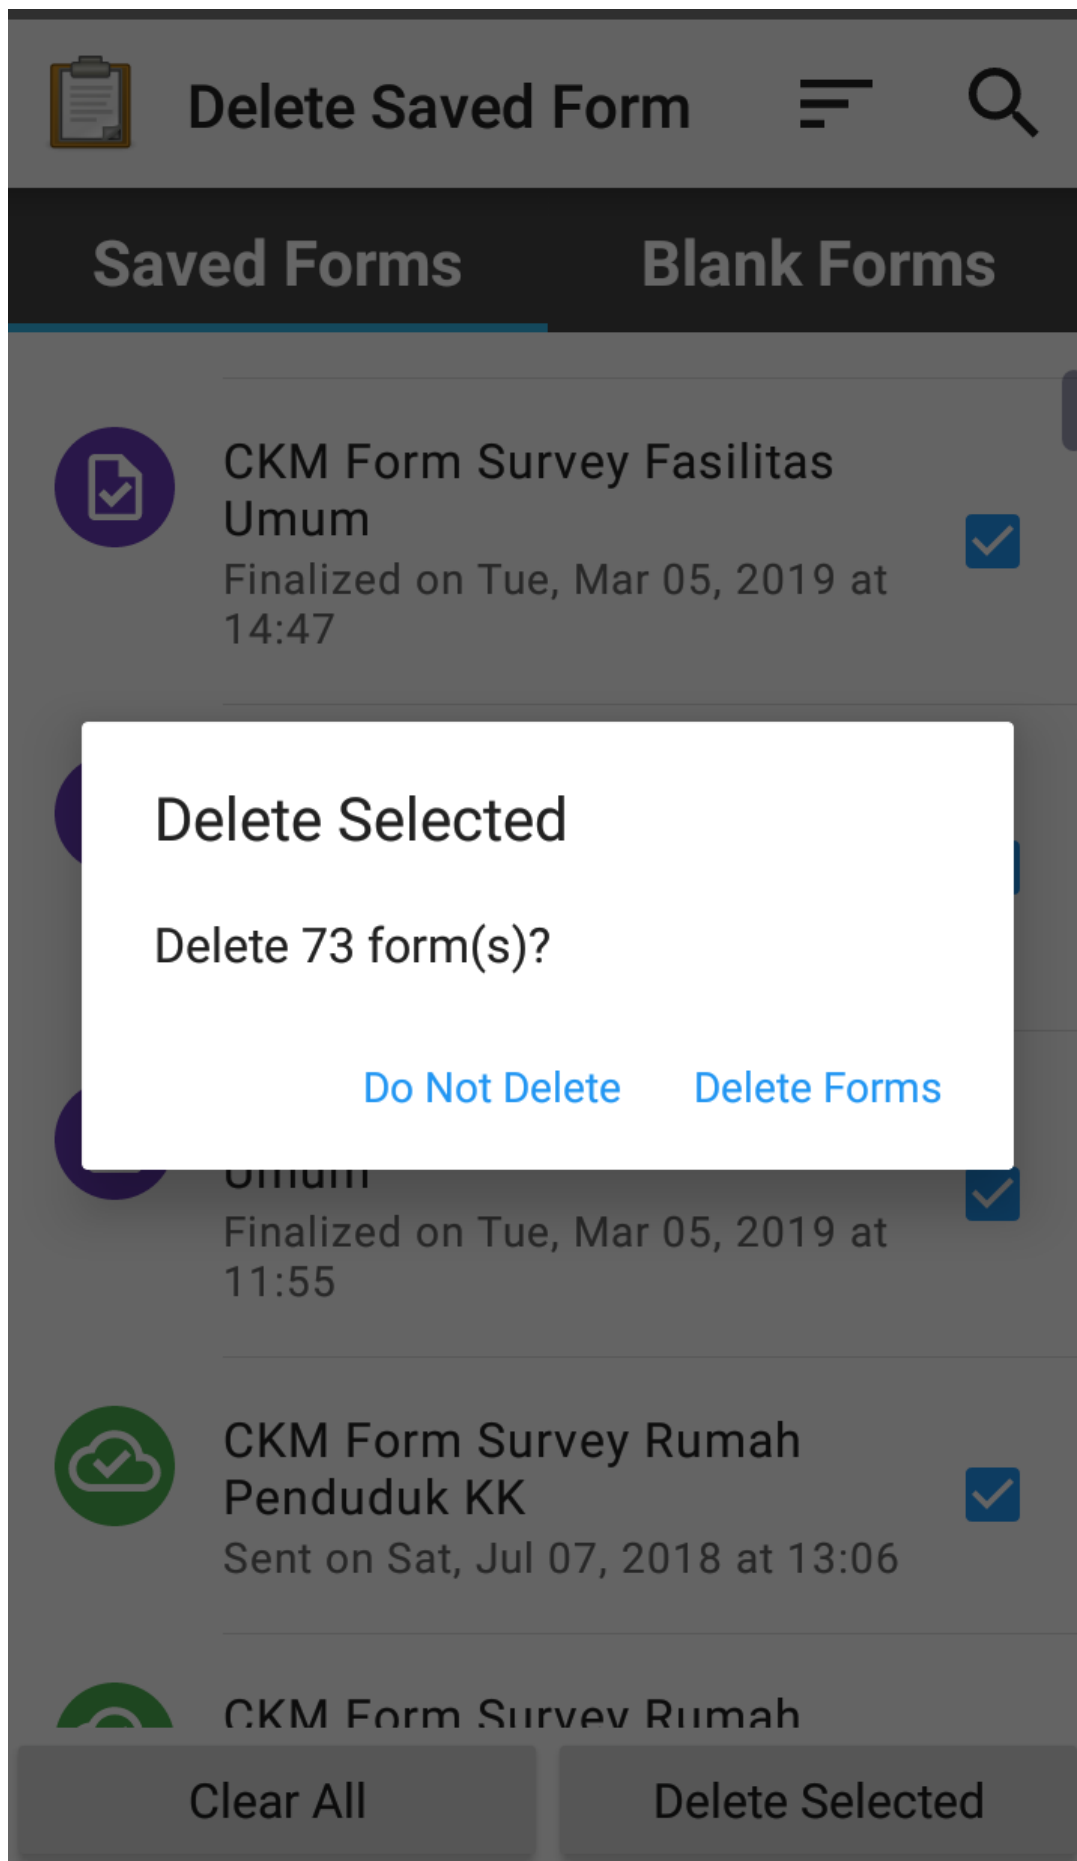 Delete Saved Form
Saved Forms
Blank Forms
CKM Form Survey Fasilitas
Umum
Finalized on Tue, Mar 05, 2019 at
14:47
Delete Selected
Delete 73 form(s)?
Do Not Delete
Delete Forms
Umum
Finalized on Tue, Mar 05, 2019 at
11:55
CKM Form Survey Rumah
Penduduk KK
Sent on Sat, Jul 07, 2018 at 13:06
CKM Form Survey Rumah
Clear All
Delete Selected